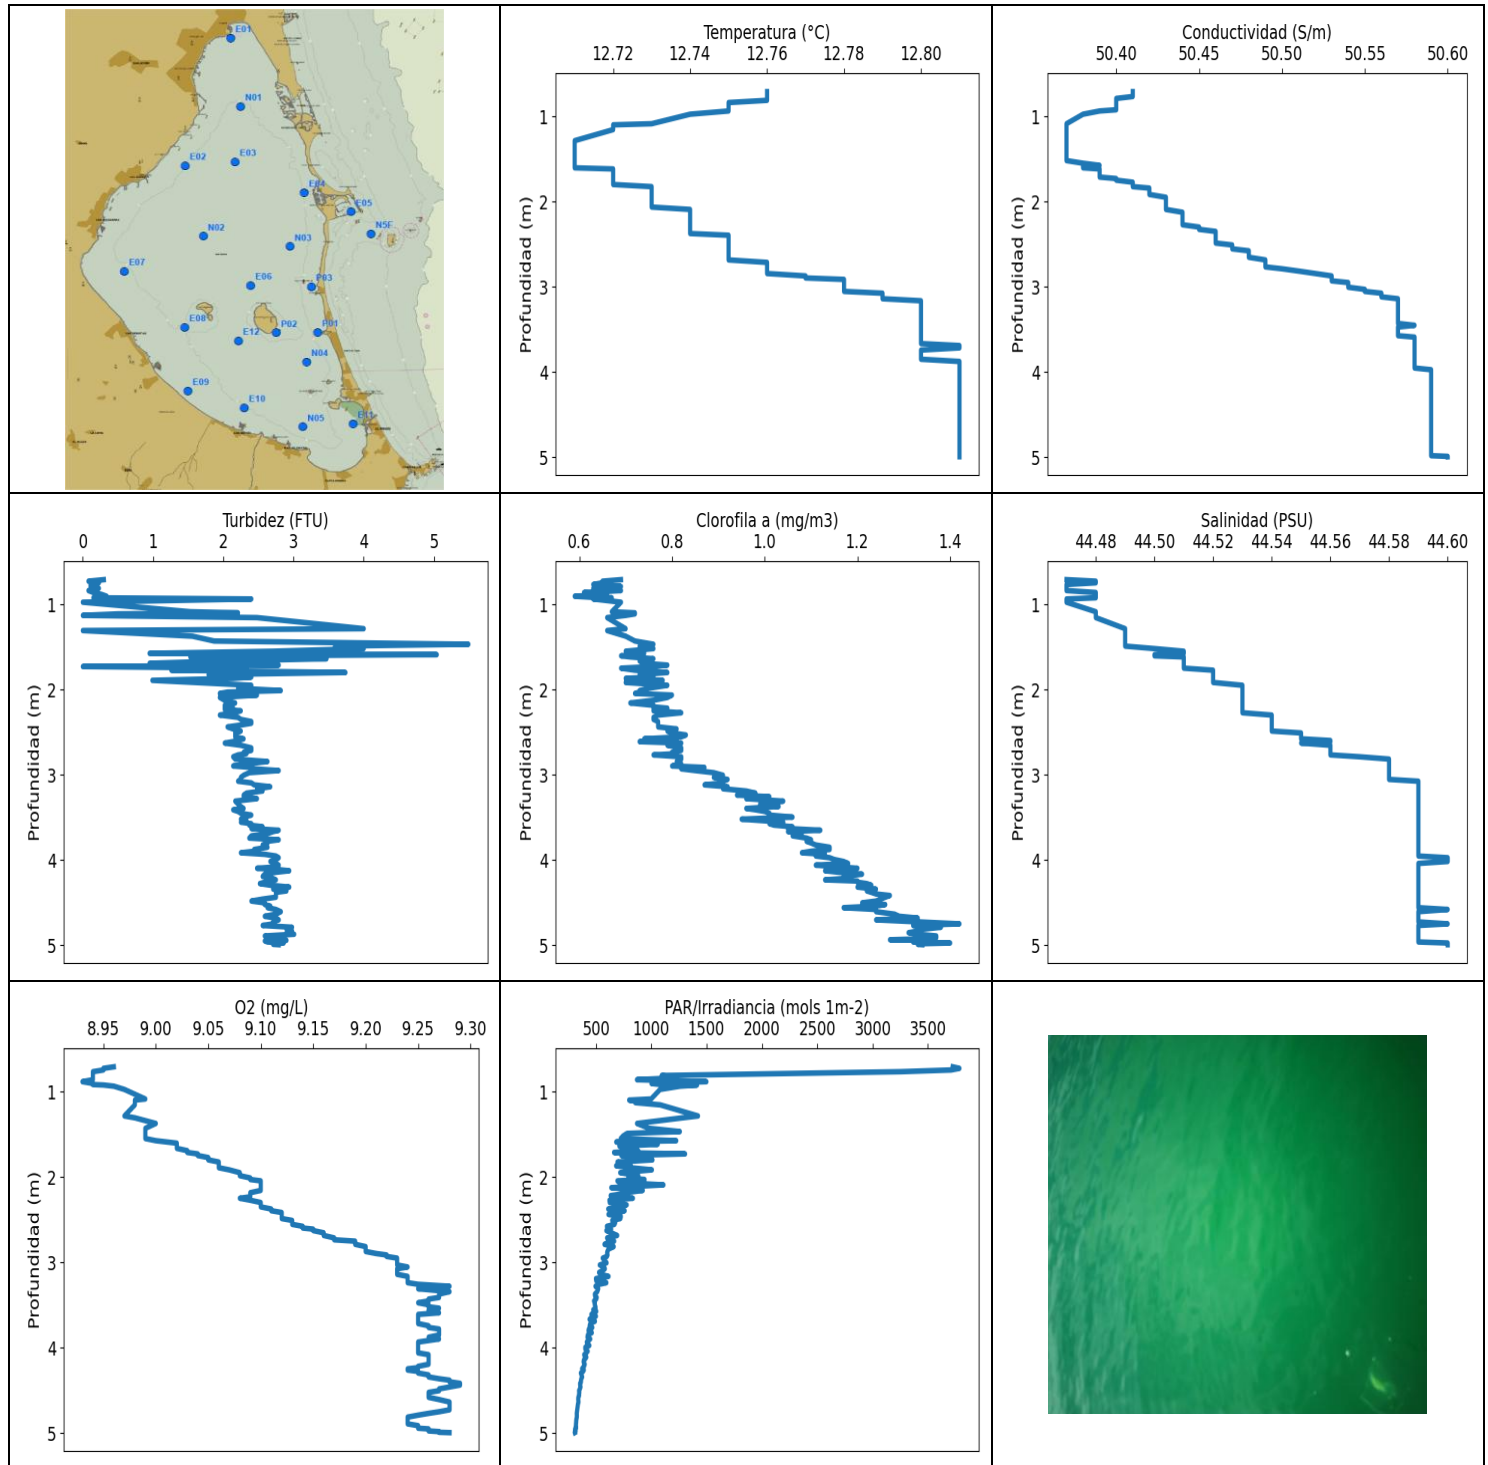 E01
N01
E02
E03
E04
E05
N5F
N02
N03
E07
E06
P03
E08
E12
P02
P01
N04
E09
E10
N05
E11
Temperatura (°C)
12.72 12.74 12.76 12.78 12.80
Profundidad (m)
1
2
3
4
5
Conductividad (S/m)
50.40 50.45 50.50 50.55 50.60
Profundidad (m)
1
2
3
4
5
Turbidez (FTU)
0 1 2 3 4 5
Profundidad (m)
1
2
3
4
5
Clorofila a (mg/m3)
0.6 0.8 1.0 1.2 1.4
Profundidad (m)
1
2
3
4
5
Salinidad (PSU)
44.48 44.50 44.52 44.54 44.56 44.58 44.60
Profundidad (m)
1
2
3
4
5
O2 (mg/L)
8.95 9.00 9.05 9.10 9.15 9.20 9.25 9.30
Profundidad (m)
1
2
3
4
5
PAR/Irradiancia (mols 1m-2)
500 1000 1500 2000 2500 3000 3500
Profundidad (m)
1
2
3
4
5